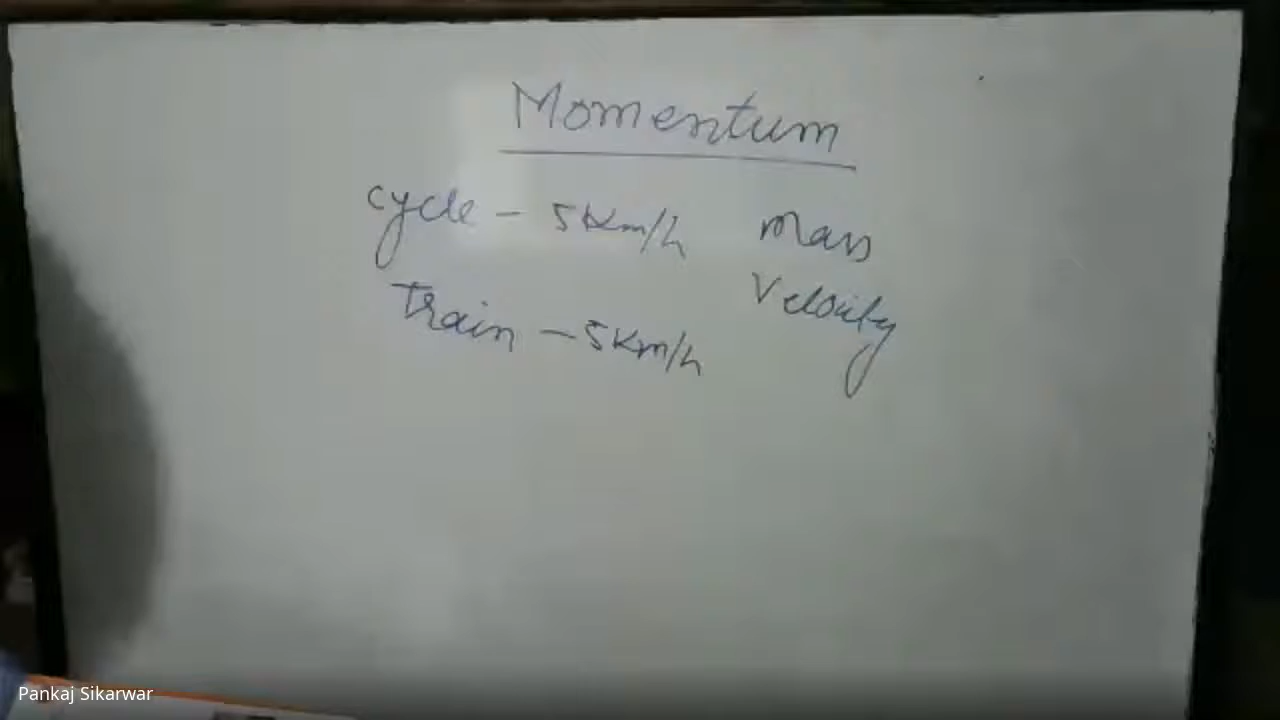 Momentum
cycle - 5Km/h
Train - 5Km/h
Mass
Velocity
Pankaj Sikarwar